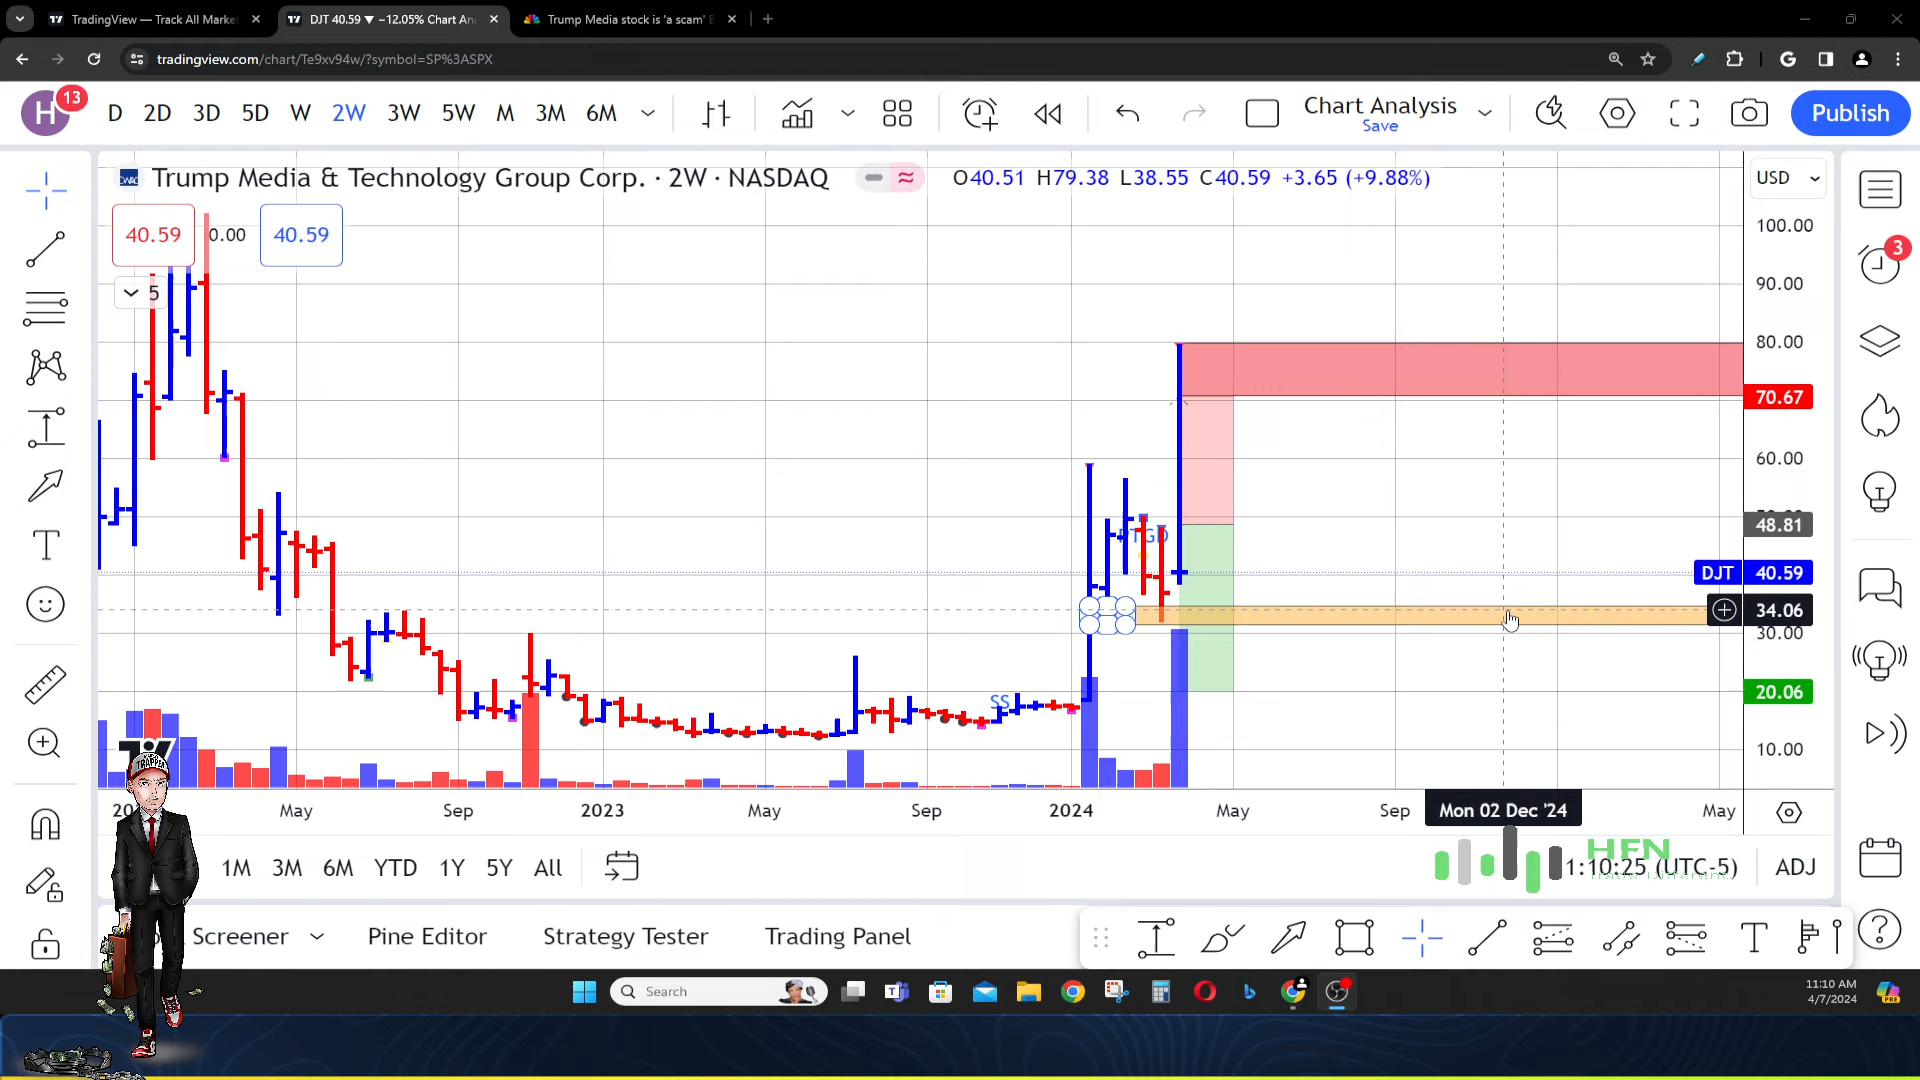 TradingView — Track All Marke
DJT 40.59 ▼ −12.05% Chart An
Trump Media stock is 'a scam'
tradingview.com/chart/Te9xv94w/?symbol=SP%3ASPX
H
13
D 2D 3D 5D W 2W 3W 5W M 3M 6M
Chart Analysis
Save
Publish
Trump Media & Technology Group Corp. · 2W · NASDAQ
O40.51 H79.38 L38.55 C40.59 +3.65 (+9.88%)
USD
40.59
0.00
40.59
5
100.00
90.00
80.00
70.67
60.00
48.81
DJT 40.59
34.06
30.00
20.06
10.00
3
SS
May Sep 2023 May Sep 2024 May Sep Mon 02 Dec '24 May
1M 3M 6M YTD 1Y 5Y All
HFN
1:10:25 (UTC-5)
ADJ
TRAPPER
Screener
Pine Editor
Strategy Tester
Trading Panel
Search
11:10 AM
4/7/2024
PRE